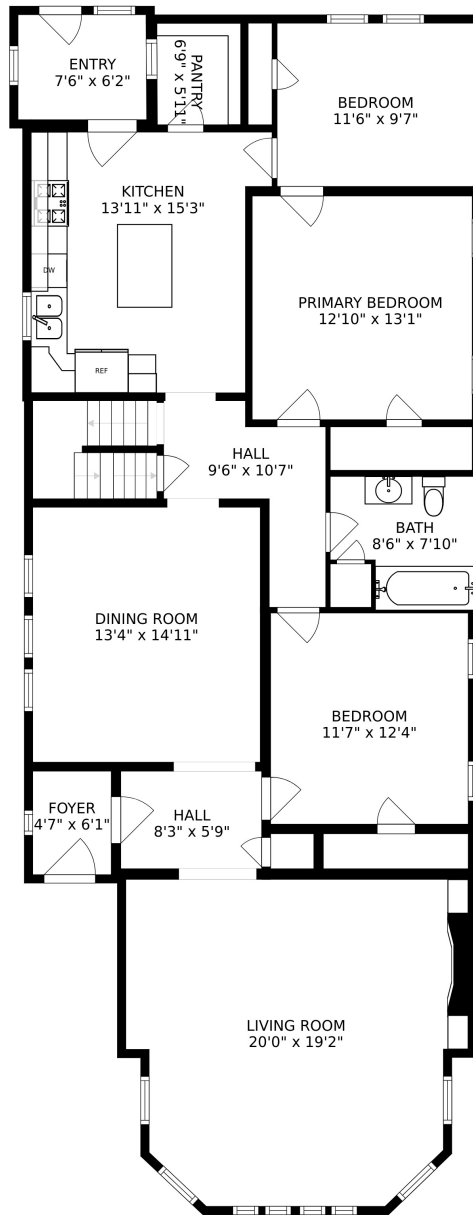 ENTRY
7'6" x 6'2"
PANTRY
6'9" x 5'11"
BEDROOM
11'6" x 9'7"
KITCHEN
13'11" x 15'3"
DW
REF
PRIMARY BEDROOM
12'10" x 13'1"
HALL
9'6" x 10'7"
BATH
8'6" x 7'10"
DINING ROOM
13'4" x 14'11"
BEDROOM
11'7" x 12'4"
FOYER
4'7" x 6'1"
HALL
8'3" x 5'9"
LIVING ROOM
20'0" x 19'2"